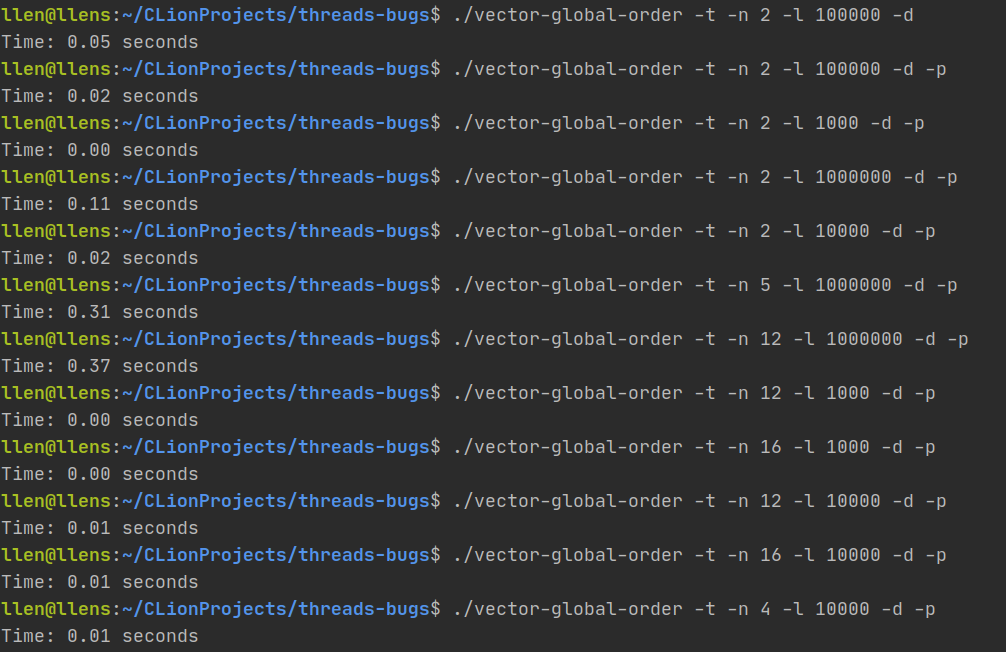 llen@llens:~/CLionProjects/threads-bugs$ ./vector-global-order -t -n 2 -l 100000 -d
Time: 0.05 seconds
llen@llens:~/CLionProjects/threads-bugs$ ./vector-global-order -t -n 2 -l 100000 -d -p
Time: 0.02 seconds
llen@llens:~/CLionProjects/threads-bugs$ ./vector-global-order -t -n 2 -l 1000 -d -p
Time: 0.00 seconds
llen@llens:~/CLionProjects/threads-bugs$ ./vector-global-order -t -n 2 -l 1000000 -d -p
Time: 0.11 seconds
llen@llens:~/CLionProjects/threads-bugs$ ./vector-global-order -t -n 2 -l 10000 -d -p
Time: 0.02 seconds
llen@llens:~/CLionProjects/threads-bugs$ ./vector-global-order -t -n 5 -l 1000000 -d -p
Time: 0.31 seconds
llen@llens:~/CLionProjects/threads-bugs$ ./vector-global-order -t -n 12 -l 1000000 -d -p
Time: 0.37 seconds
llen@llens:~/CLionProjects/threads-bugs$ ./vector-global-order -t -n 12 -l 1000 -d -p
Time: 0.00 seconds
llen@llens:~/CLionProjects/threads-bugs$ ./vector-global-order -t -n 16 -l 1000 -d -p
Time: 0.00 seconds
llen@llens:~/CLionProjects/threads-bugs$ ./vector-global-order -t -n 12 -l 10000 -d -p
Time: 0.01 seconds
llen@llens:~/CLionProjects/threads-bugs$ ./vector-global-order -t -n 16 -l 10000 -d -p
Time: 0.01 seconds
llen@llens:~/CLionProjects/threads-bugs$ ./vector-global-order -t -n 4 -l 10000 -d -p
Time: 0.01 seconds